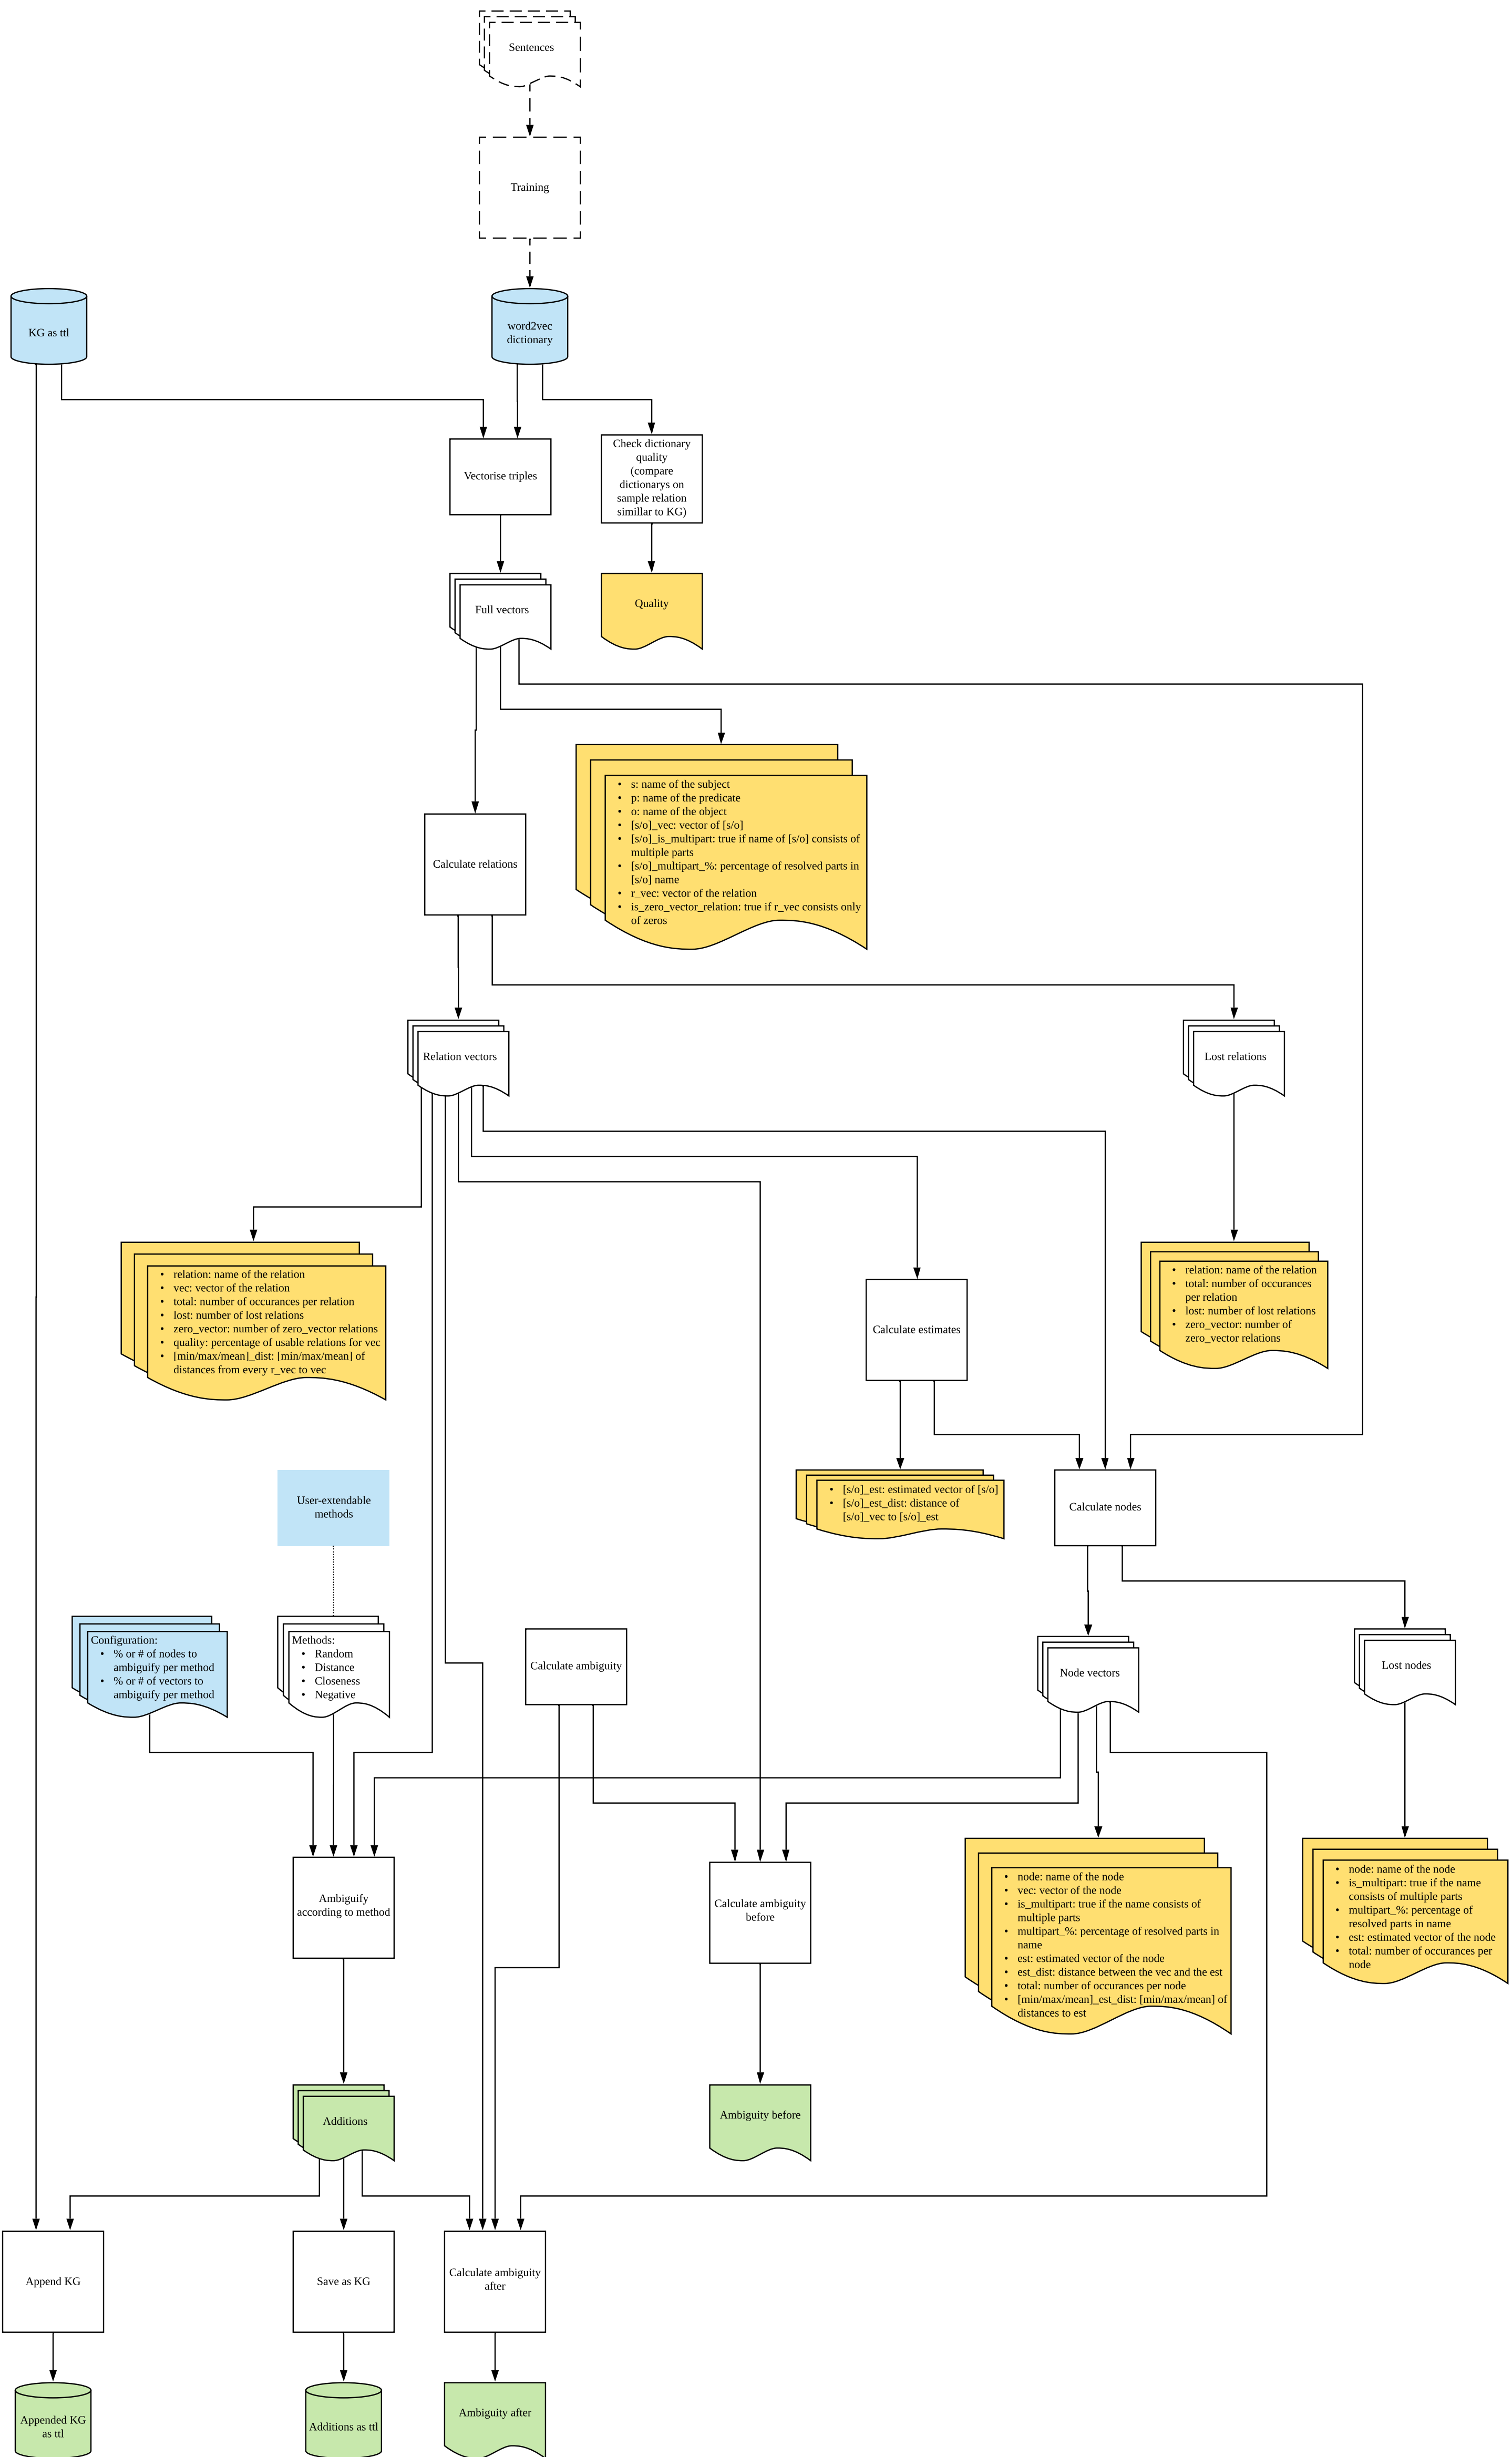 Sentences
Training
KG as ttl
word2vec
dictionary
Vectorise triples
Check dictionary
quality
(compare
dictionarys on
sample relation
simillar to KG)
Full vectors
Quality
• s: name of the subject
• p: name of the predicate
• o: name of the object
• [s/o]_vec: vector of [s/o]
• [s/o]_is_multipart: true if name of [s/o] consists of
multiple parts
• [s/o]_multipart_%: percentage of resolved parts in
[s/o] name
• r_vec: vector of the relation
• is_zero_vector_relation: true if r_vec consists only
of zeros
Calculate relations
Relation vectors
Lost relations
• relation: name of the relation
• vec: vector of the relation
• total: number of occurances per relation
• lost: number of lost relations
• zero_vector: number of zero_vector relations
• quality: percentage of usable relations for vec
• [min/max/mean]_dist: [min/max/mean] of
distances from every r_vec to vec
Calculate estimates
• relation: name of the relation
• total: number of occurances
per relation
• lost: number of lost relations
• zero_vector: number of
zero_vector relations
User-extendable
methods
• [s/o]_est: estimated vector of [s/o]
• [s/o]_est_dist: distance of
[s/o]_vec to [s/o]_est
Calculate nodes
Configuration:
• % or # of nodes to
ambiguify per method
• % or # of vectors to
ambiguify per method
Methods:
• Random
• Distance
• Closeness
• Negative
Calculate ambiguity
Node vectors
Lost nodes
Ambiguify
according to method
Calculate ambiguity
before
• node: name of the node
• vec: vector of the node
• is_multipart: true if the name consists of
multiple parts
• multipart_%: percentage of resolved parts in
name
• est: estimated vector of the node
• est_dist: distance between the vec and the est
• total: number of occurances per node
• [min/max/mean]_est_dist: [min/max/mean] of
distances to est
• node: name of the node
• is_multipart: true if the name
consists of multiple parts
• multipart_%: percentage of
resolved parts in name
• est: estimated vector of the node
• total: number of occurances per
node
Additions
Ambiguity before
Append KG
Save as KG
Calculate ambiguity
after
Appended KG
as ttl
Additions as ttl
Ambiguity after